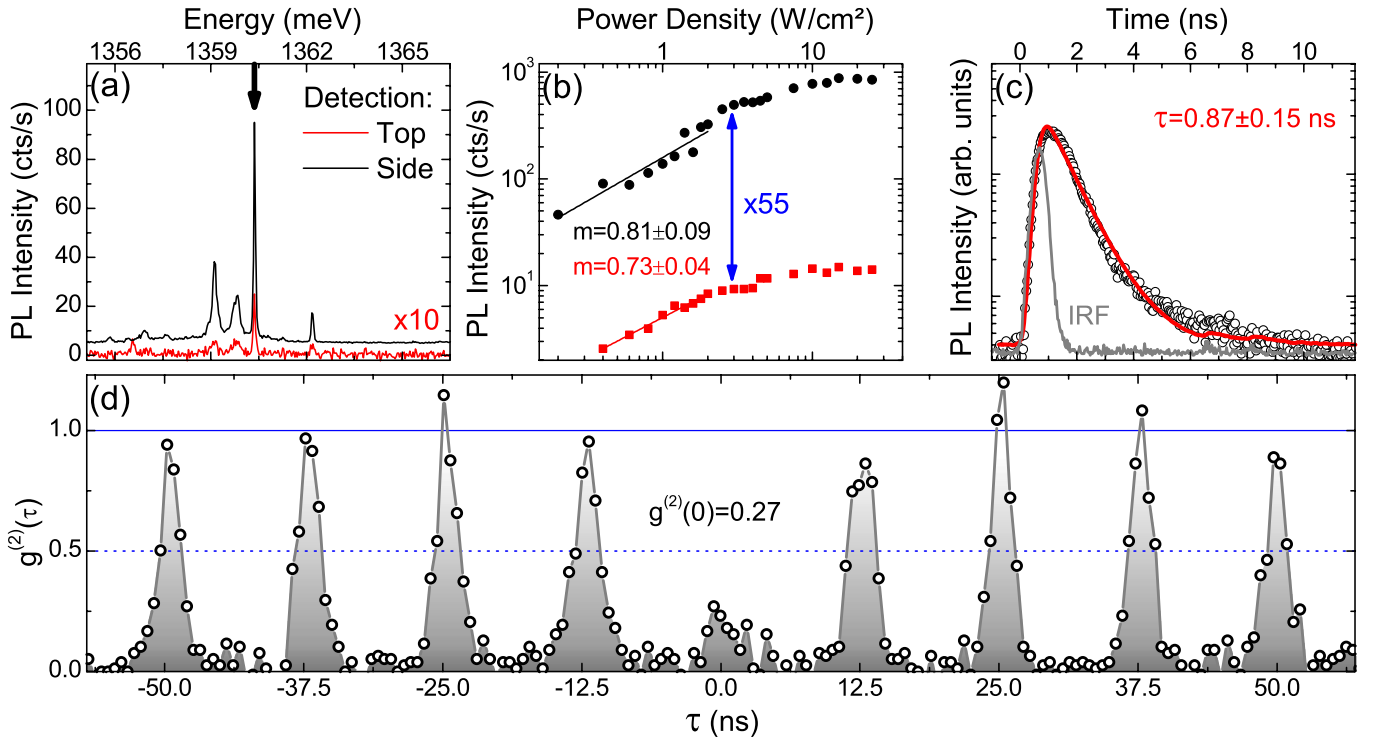 Energy (meV)
1356 1359 1362 1365
(a)
Detection:
Top
Side
x10
PL Intensity (cts/s)
100
80
60
40
20
0
Power Density (W/cm²)
1 10
(b)
PL Intensity (cts/s)
10³
10²
10¹
x55
m=0.81±0.09
m=0.73±0.04
Time (ns)
0 2 4 6 8 10
(c)
PL Intensity (arb. units)
τ=0.87±0.15 ns
IRF
(d)
g⁽²⁾(τ)
1.0
0.5
0.0
g⁽²⁾(0)=0.27
-50.0 -37.5 -25.0 -12.5 0.0 12.5 25.0 37.5 50.0
τ (ns)